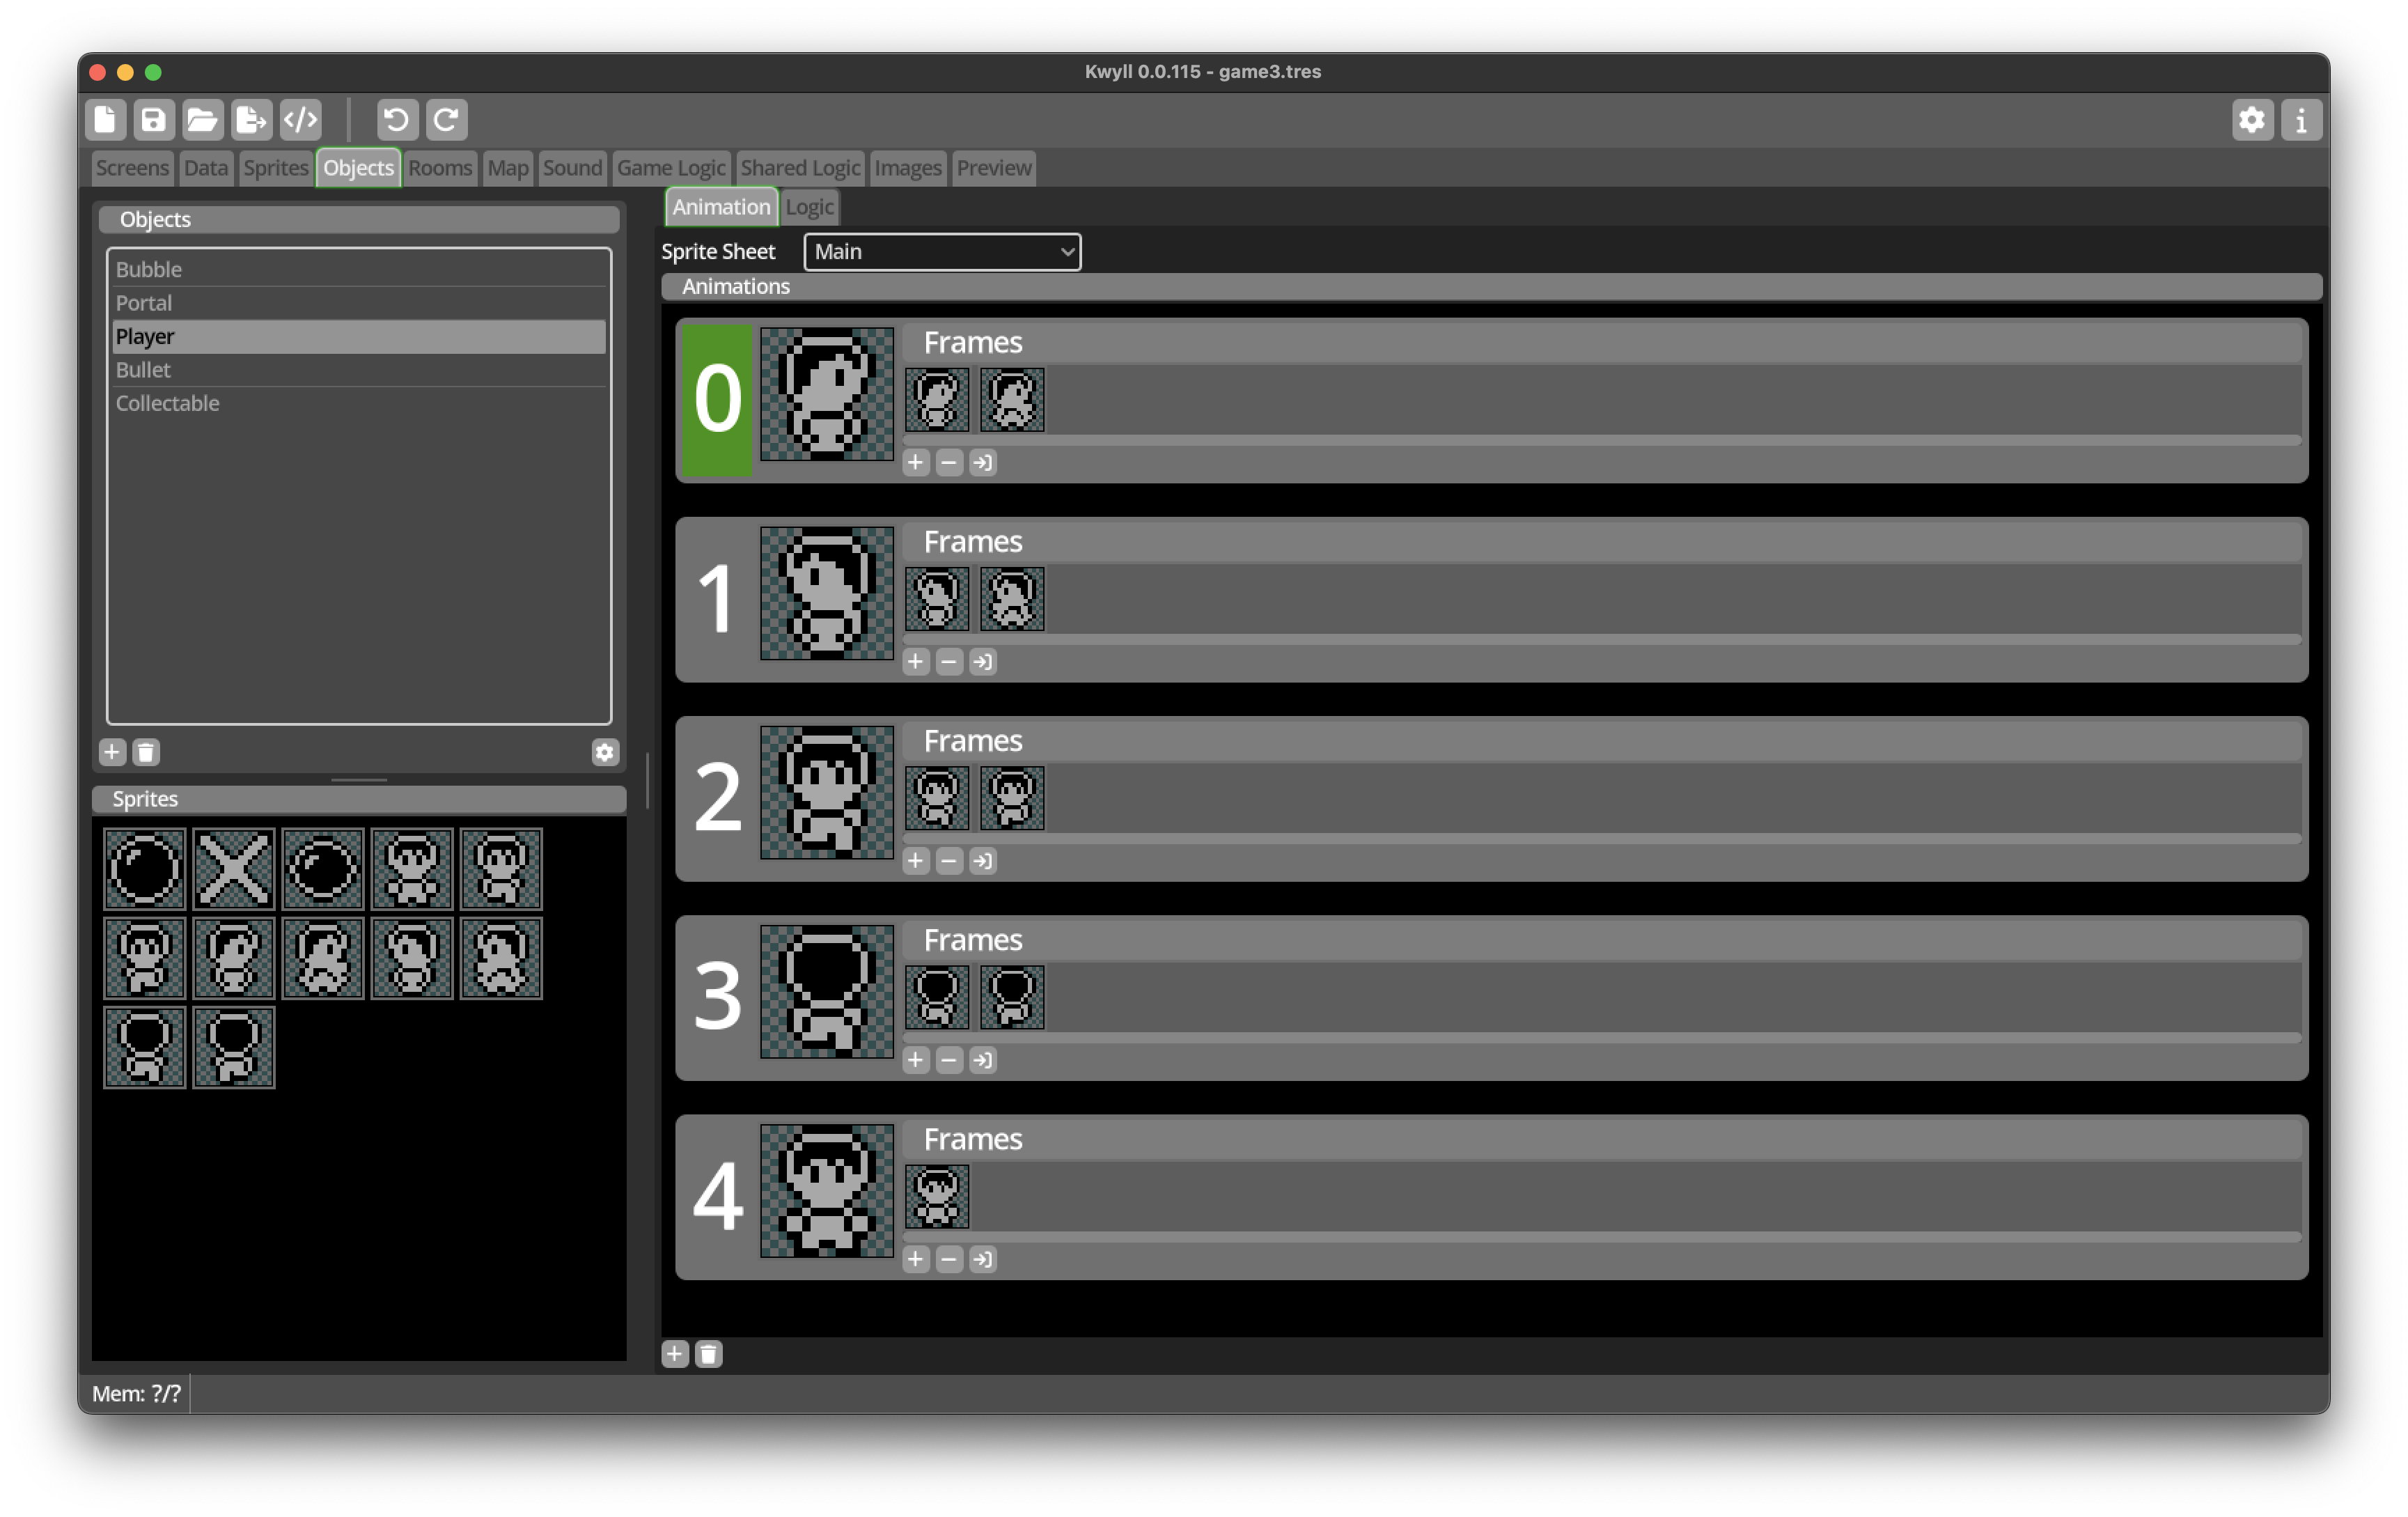 Kwyll 0.0.115 - game3.tres
Screens Data Sprites Objects Rooms Map Sound Game Logic Shared Logic Images Preview
Objects
Bubble
Portal
Player
Bullet
Collectable
Sprites
Animation Logic
Sprite Sheet Main
Animations
0 Frames
1 Frames
2 Frames
3 Frames
4 Frames
Mem: ?/?